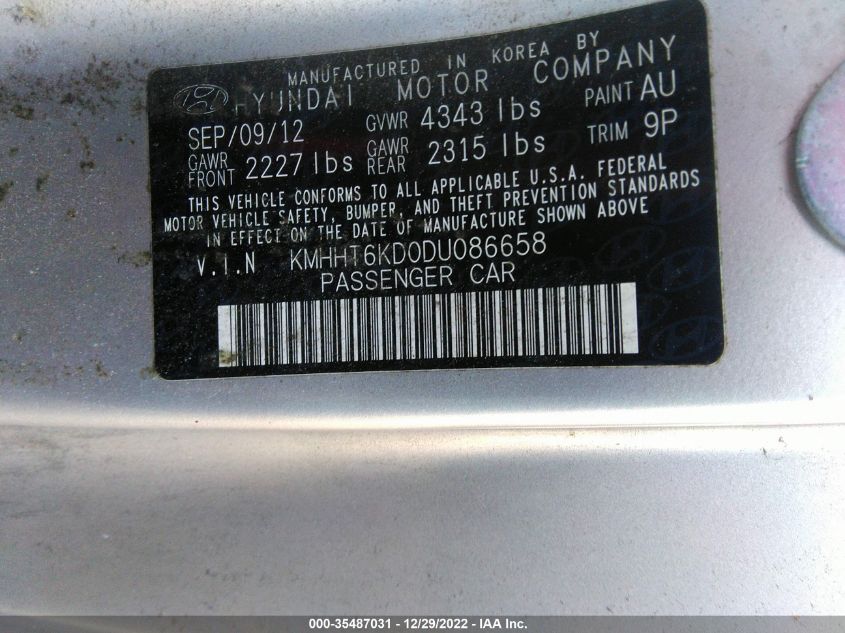 MANUFACTURED IN KOREA BY
HYUNDAI MOTOR COMPANY
SEP/09/12 GVWR 4343 lbs PAINT AU
GAWR FRONT 2227 lbs GAWR REAR 2315 lbs TRIM 9P
THIS VEHICLE CONFORMS TO ALL APPLICABLE U.S.A. FEDERAL
MOTOR VEHICLE SAFETY, BUMPER, AND THEFT PREVENTION STANDARDS
IN EFFECT ON THE DATE OF MANUFACTURE SHOWN ABOVE
V.I.N KMHHT6KD0DU086658
PASSENGER CAR
000-35487031 - 12/29/2022 - IAA Inc.